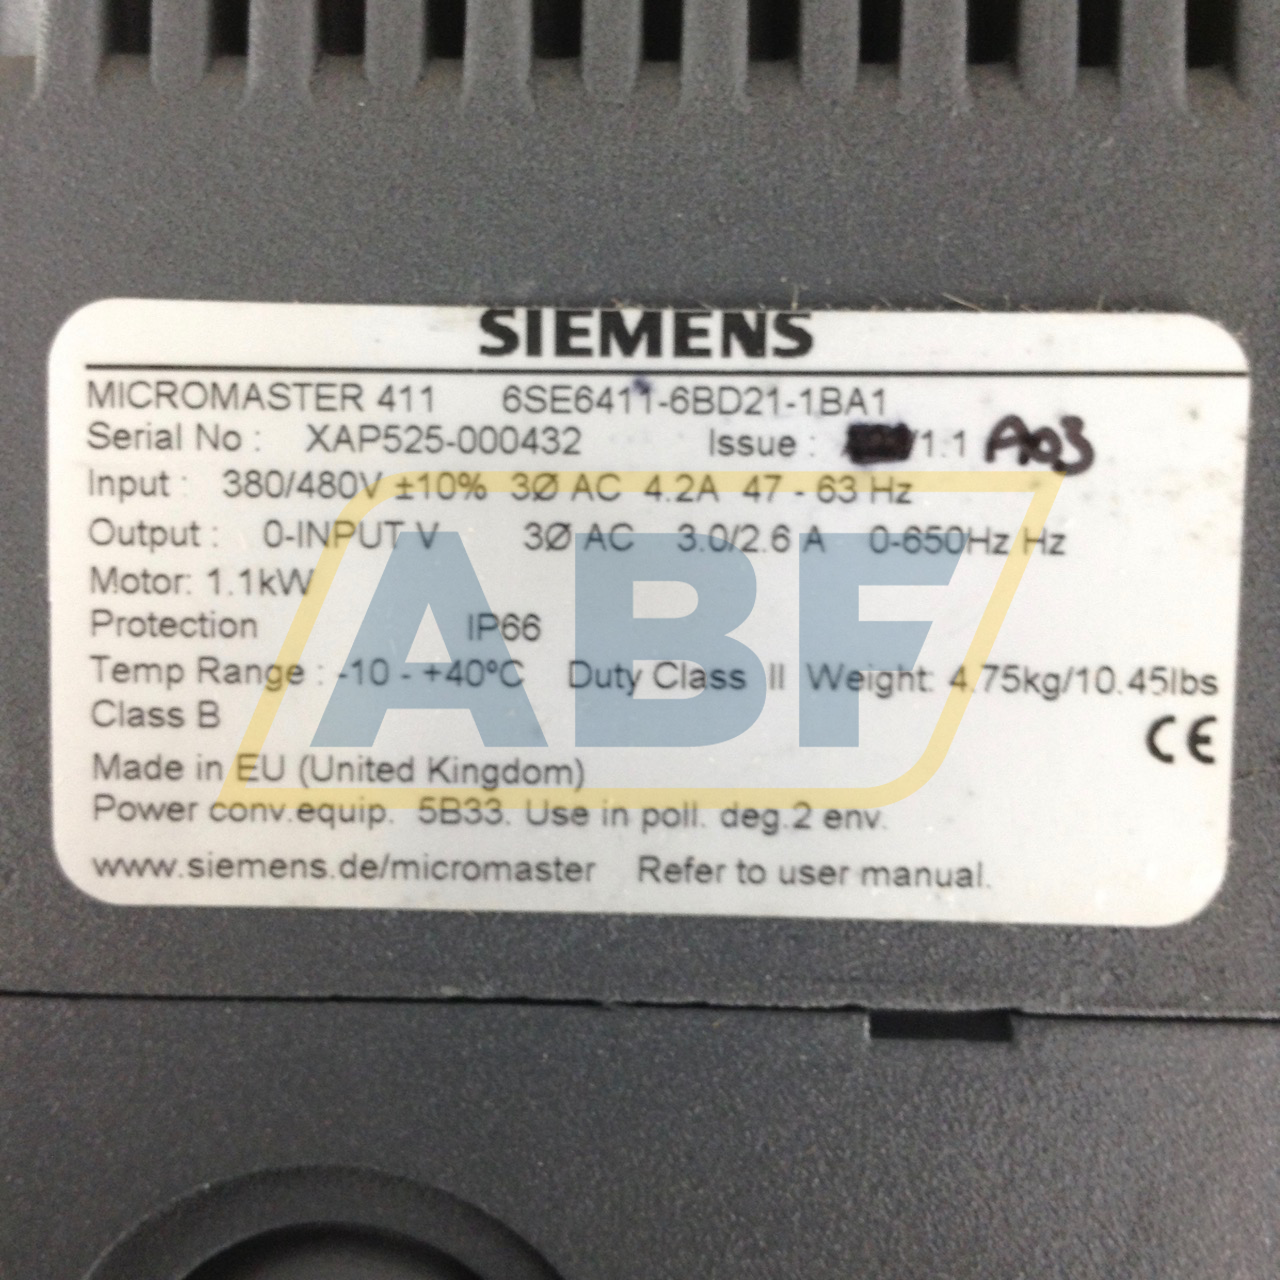 SIEMENS
MICROMASTER 411 6SE6411-6BD21-1BA1
Serial No : XAP525-000432 Issue : /1.1 A03
Input : 380/480V ±10% 3Ø AC 4.2A 47 - 63 Hz
Output : 0-INPUT V 3Ø AC 3.0/2.6 A 0-650Hz Hz
Motor: 1.1kW
Protection IP66
Temp Range : -10 - +40ºC Duty Class II Weight: 4.75kg/10.45lbs
Class B
CE
Made in EU (United Kingdom)
Power conv.equip. 5B33. Use in poll. deg.2 env.
www.siemens.de/micromaster Refer to user manual.
ABF